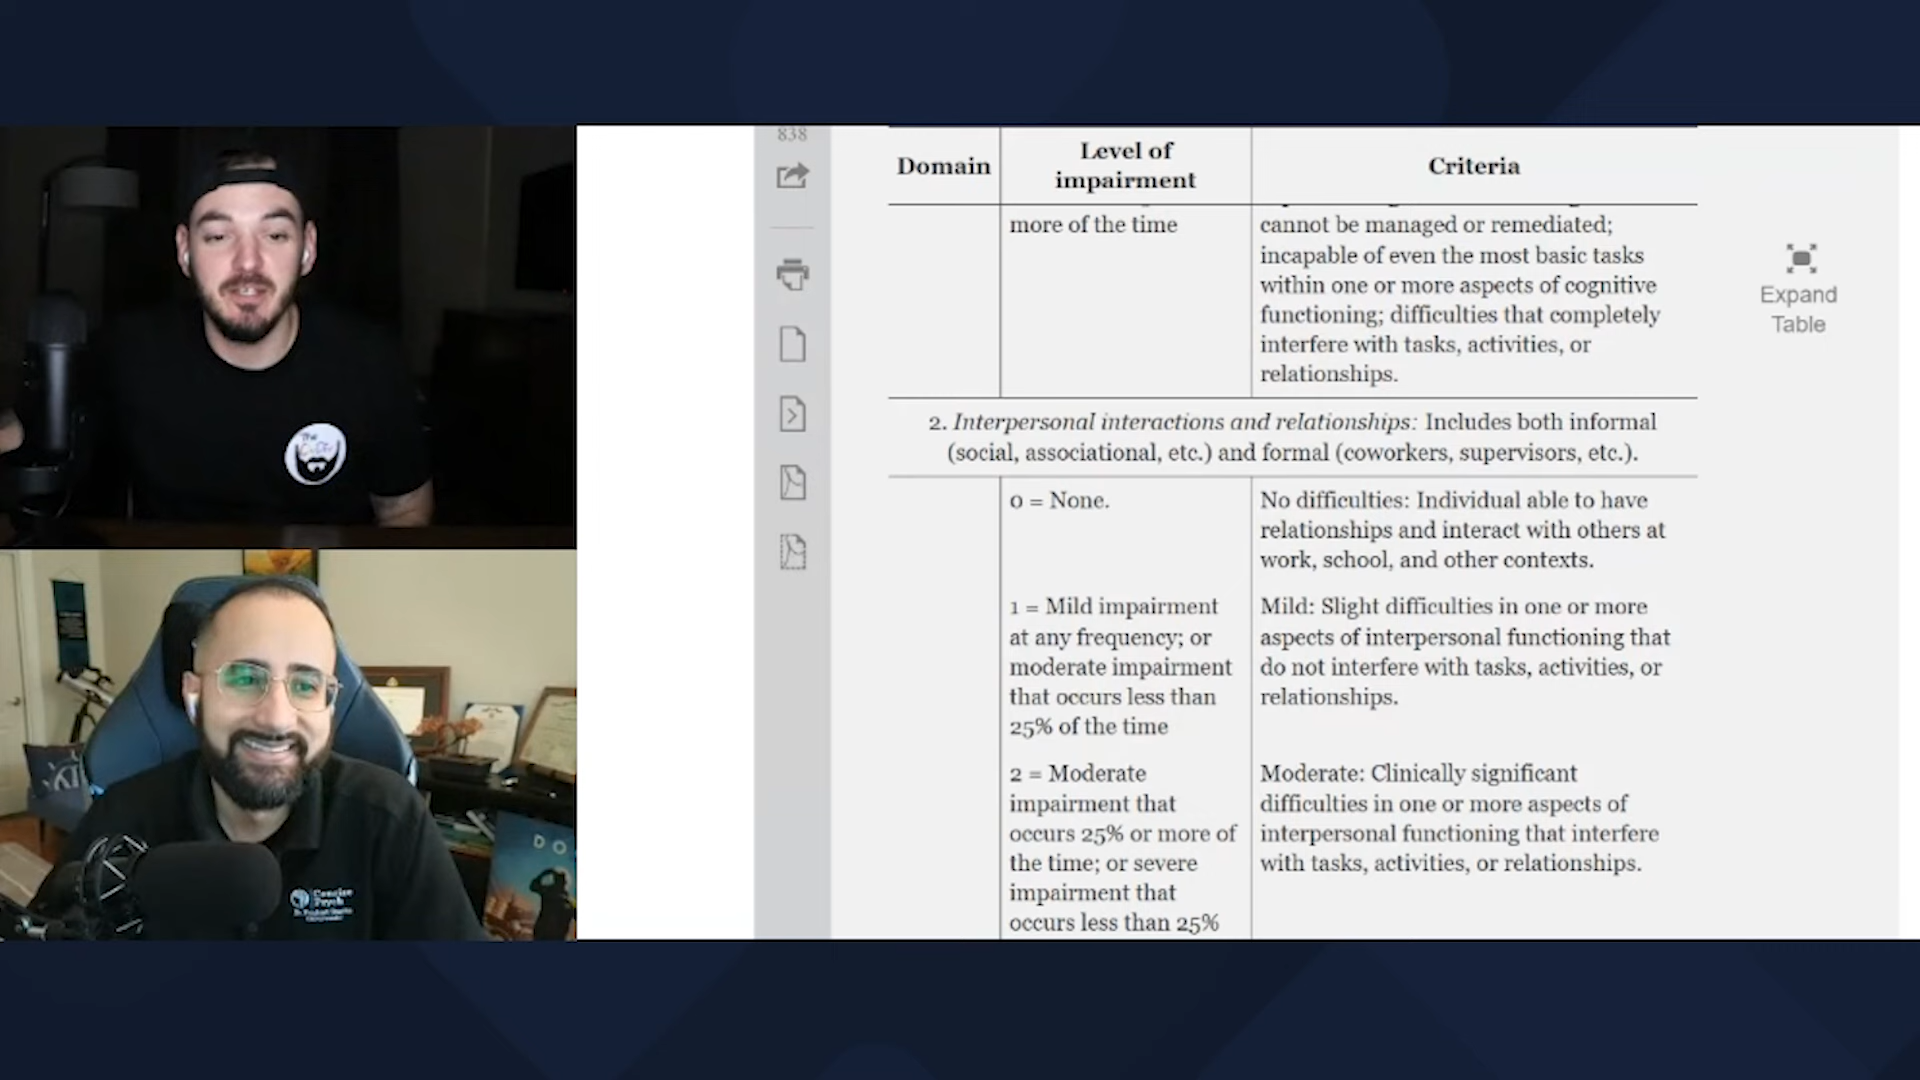 838
Domain
Level of
impairment
Criteria
more of the time
cannot be managed or remediated;
incapable of even the most basic tasks
within one or more aspects of cognitive
functioning; difficulties that completely
interfere with tasks, activities, or
relationships.
2. Interpersonal interactions and relationships: Includes both informal
(social, associational, etc.) and formal (coworkers, supervisors, etc.).
0 = None.
No difficulties: Individual able to have
relationships and interact with others at
work, school, and other contexts.
1 = Mild impairment
at any frequency; or
moderate impairment
that occurs less than
25% of the time
Mild: Slight difficulties in one or more
aspects of interpersonal functioning that
do not interfere with tasks, activities, or
relationships.
2 = Moderate
impairment that
occurs 25% or more of
the time; or severe
impairment that
occurs less than 25%
Moderate: Clinically significant
difficulties in one or more aspects of
interpersonal functioning that interfere
with tasks, activities, or relationships.
Expand
Table
The
Concise
Psych
DO